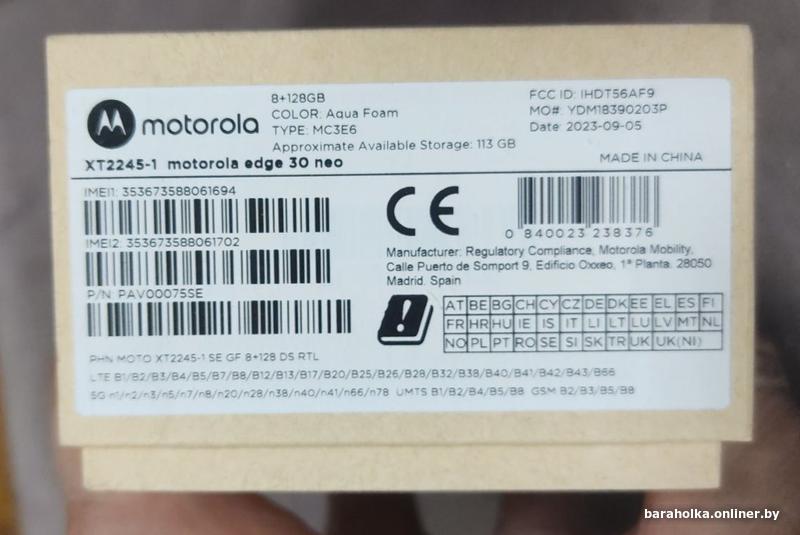 motorola
8+128GB
COLOR: Aqua Foam
TYPE: MC3E6
Approximate Available Storage: 113 GB
FCC ID: IHDT56AF9
MO#: YDM18390203P
Date: 2023-09-05
XT2245-1 motorola edge 30 neo
MADE IN CHINA
IMEI1: 353673588061694
IMEI2: 353673588061702
P/N: PAV00075SE
CE
0 840023 238376
Manufacturer: Regulatory Compliance, Motorola Mobility,
Calle Puerto de Somport 9, Edificio Oxxeo, 1ª Planta, 28050
Madrid. Spain
AT BE BG CH CY CZ DE DK EE EL ES FI
FR HR HU IE IS IT LI LT LU LV MT NL
NO PL PT RO SE SI SK TR UK UK(NI)
PHN MOTO XT2245-1 SE GF 8+128 DS RTL
LTE B1/B2/B3/B4/B5/B7/B8/B12/B13/B17/B20/B25/B26/B28/B32/B38/B40/B41/B42/B43/B66
5G n1/n2/n3/n5/n7/n8/n20/n28/n38/n40/n41/n66/n78 UMTS B1/B2/B4/B5/B8 GSM B2/B3/B5/B8
baraholka.onliner.by